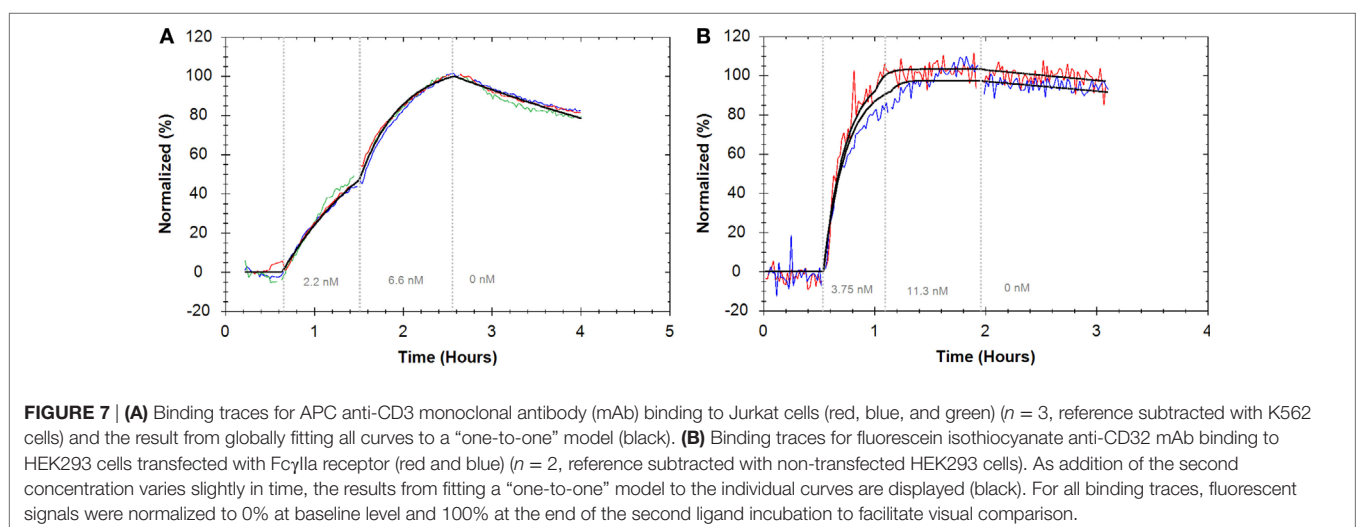 A
120
100
80
60
40
20
0
-20
Normalized (%)
2.2 nM
6.6 nM
0 nM
0
1
2
3
4
5
Time (Hours)
B
120
100
80
60
40
20
0
-20
Normalized (%)
3.75 nM
11.3 nM
0 nM
0
1
2
3
4
Time (Hours)
FIGURE 7 | (A) Binding traces for APC anti-CD3 monoclonal antibody (mAb) binding to Jurkat cells (red, blue, and green) (n = 3, reference subtracted with K562
cells) and the result from globally fitting all curves to a “one-to-one” model (black). (B) Binding traces for fluorescein isothiocyanate anti-CD32 mAb binding to
HEK293 cells transfected with FcγIIa receptor (red and blue) (n = 2, reference subtracted with non-transfected HEK293 cells). As addition of the second
concentration varies slightly in time, the results from fitting a “one-to-one” model to the individual curves are displayed (black). For all binding traces, fluorescent
signals were normalized to 0% at baseline level and 100% at the end of the second ligand incubation to facilitate visual comparison.